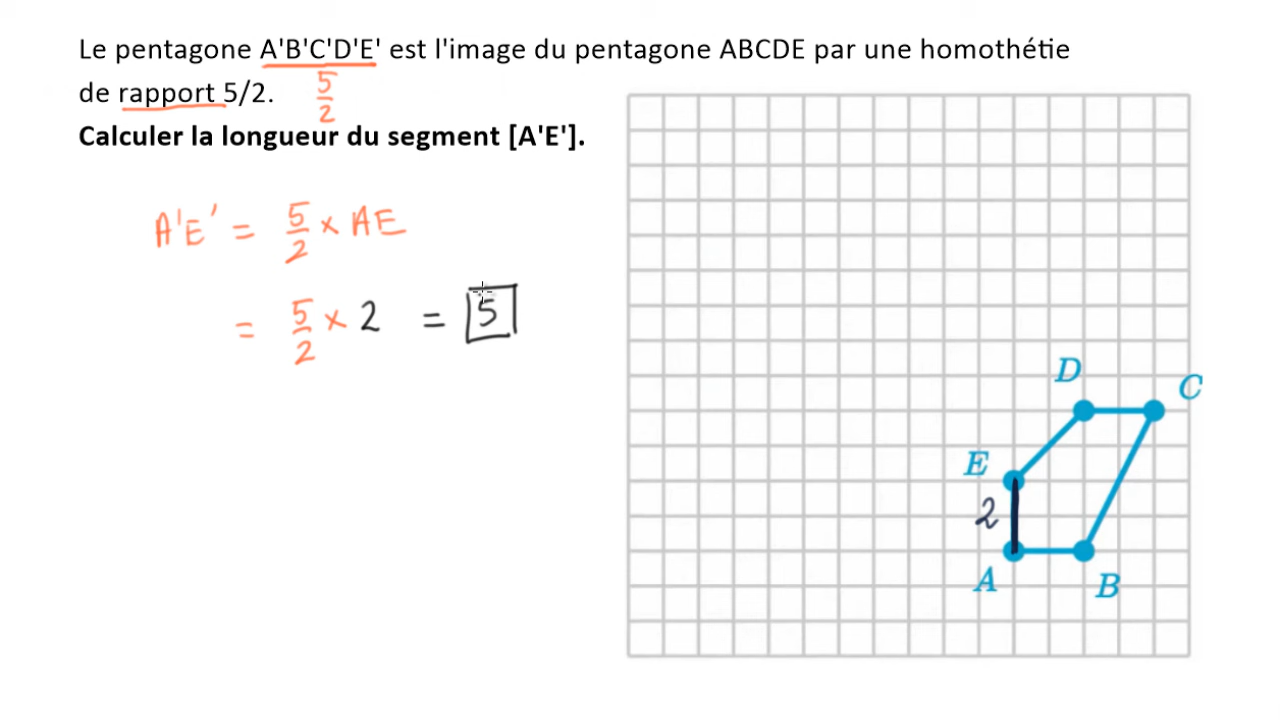 Le pentagone A'B'C'D'E' est l'image du pentagone ABCDE par une homothétie
de rapport 5/2. 5/2
Calculer la longueur du segment [A'E'].
A'E' = 5/2 × AE
= 5/2 × 2 = 5
D
C
E
2
A
B